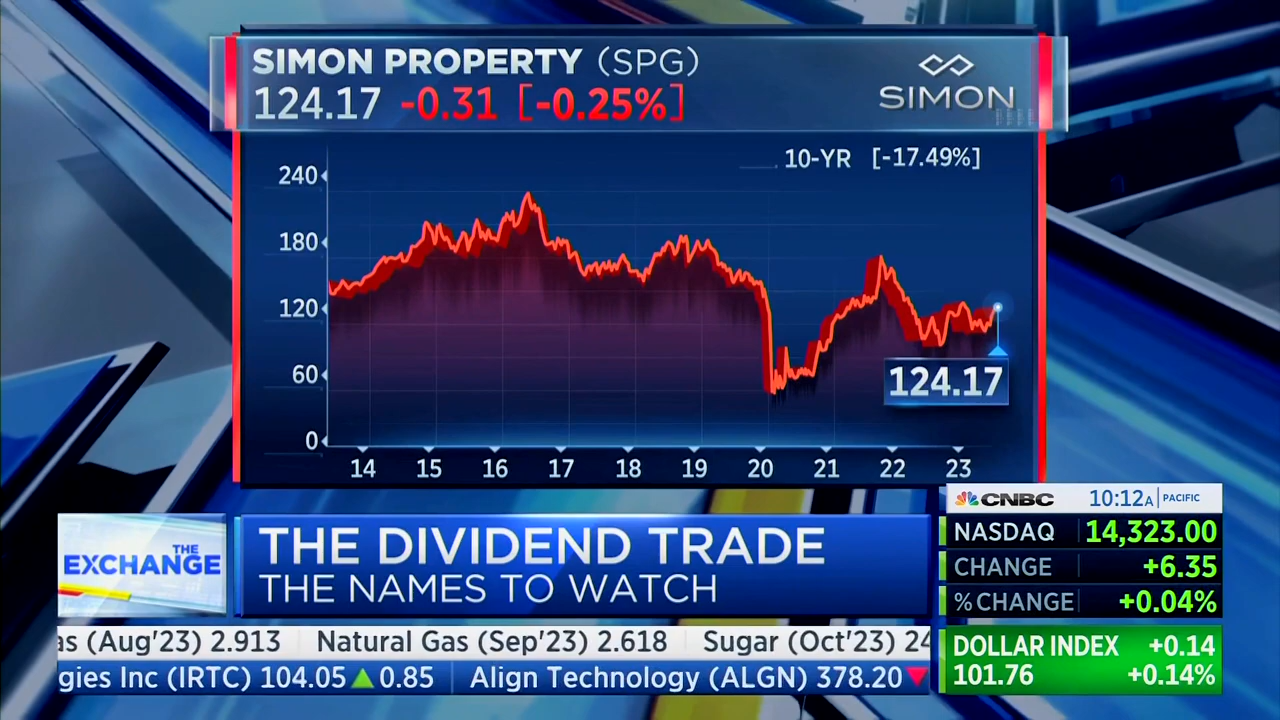 SIMON PROPERTY (SPG)
124.17 -0.31 [-0.25%]
SIMON
10-YR [-17.49%]
240
180
120
60
0
124.17
14 15 16 17 18 19 20 21 22 23
CNBC 10:12A PACIFIC
NASDAQ 14,323.00
CHANGE +6.35
% CHANGE +0.04%
DOLLAR INDEX +0.14
101.76 +0.14%
THE EXCHANGE
THE DIVIDEND TRADE
THE NAMES TO WATCH
as (Aug'23) 2.913 Natural Gas (Sep'23) 2.618 Sugar (Oct'23) 24
gies Inc (IRTC) 104.05 ▲ 0.85 Align Technology (ALGN) 378.20 ▼